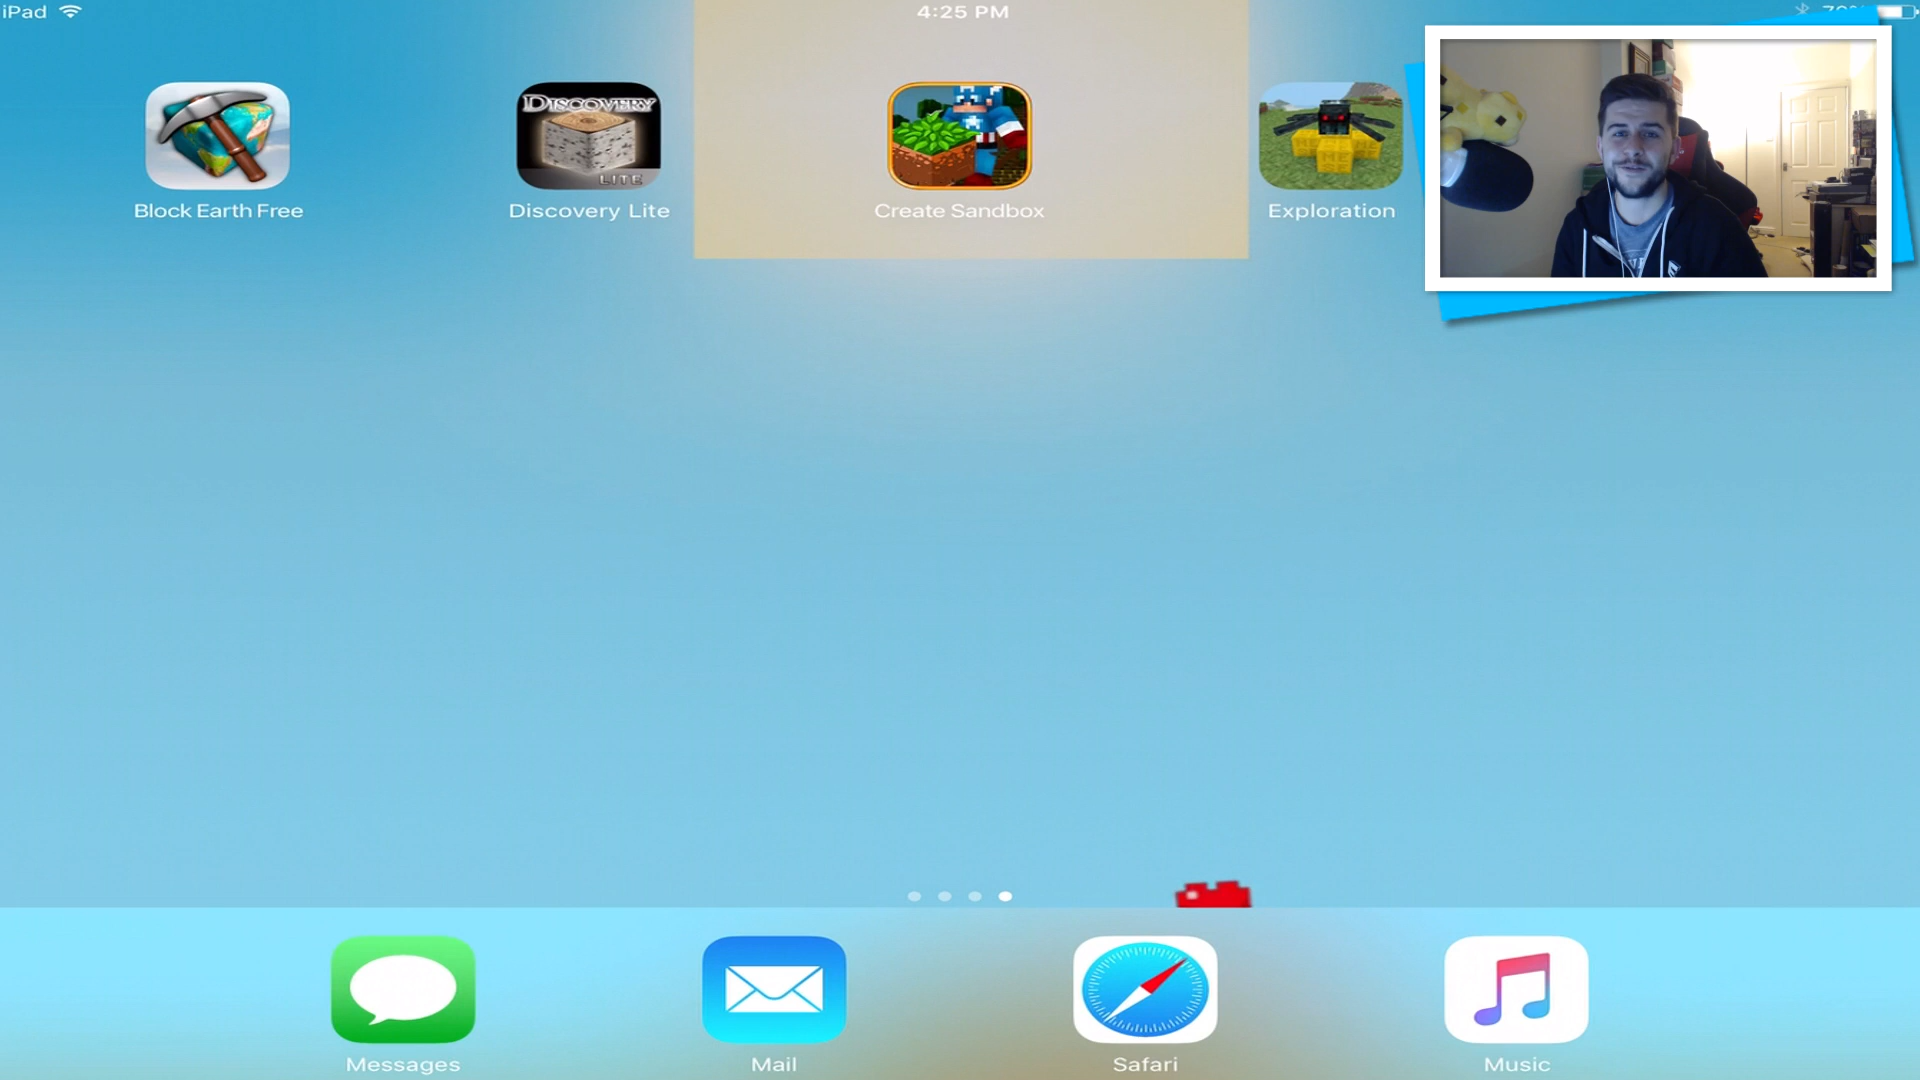 iPad
4:25 PM
DISCOVERY
LITE
Block Earth Free
Discovery Lite
Create Sandbox
Exploration
Messages
Mail
Safari
Music